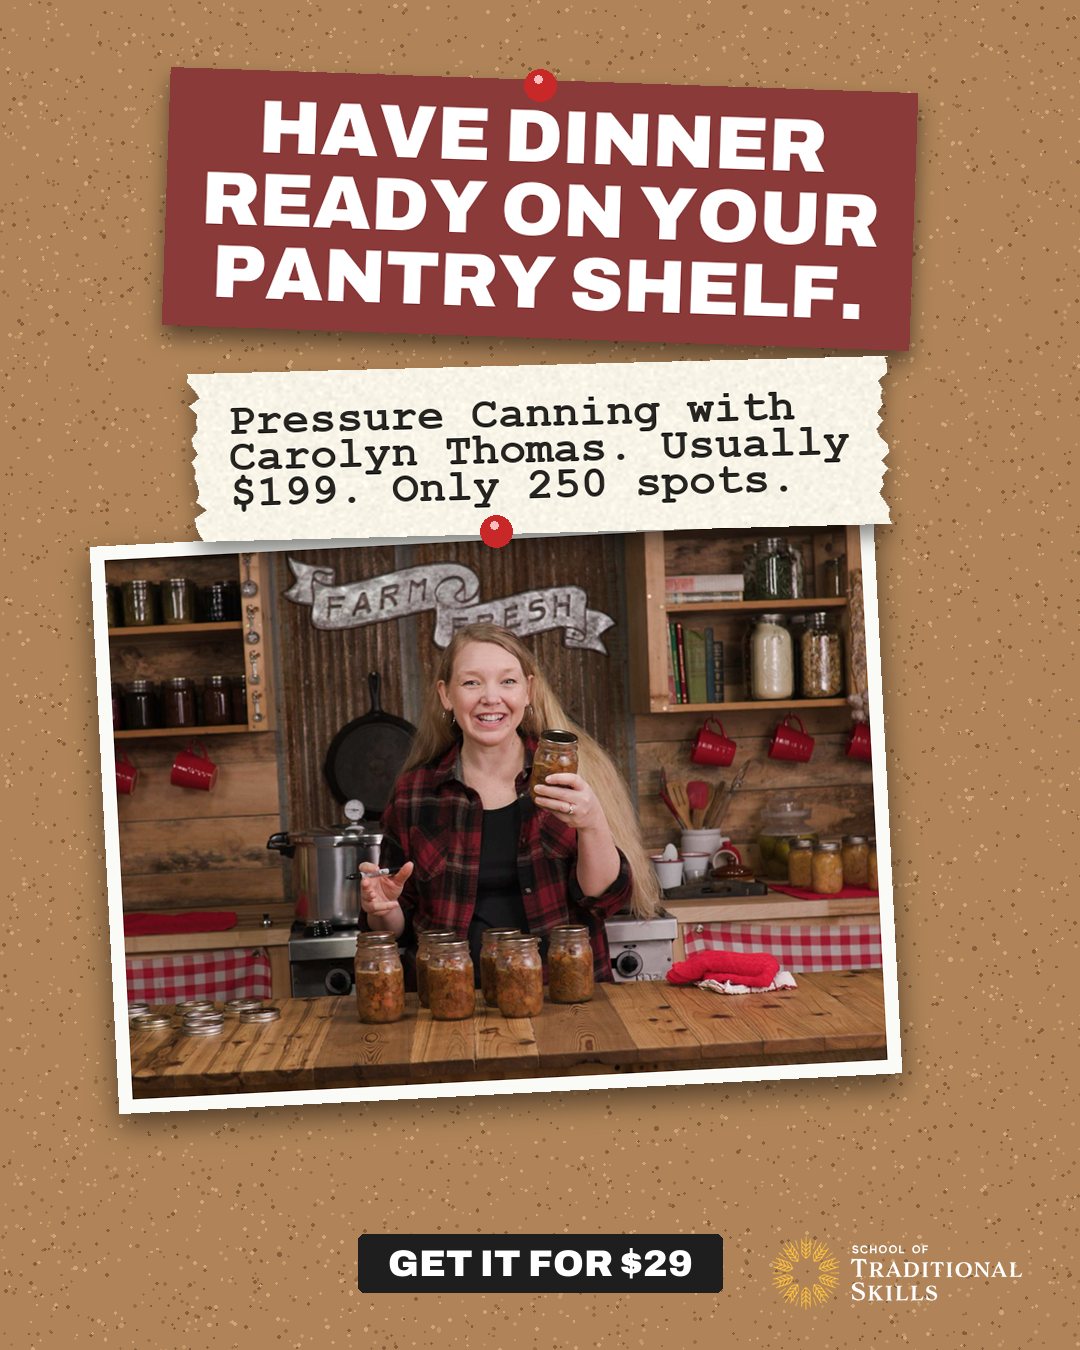 HAVE DINNER
READY ON YOUR
PANTRY SHELF.
Pressure Canning with
Carolyn Thomas. Usually
$199. Only 250 spots.
FARM
FRESH
GET IT FOR $29
SCHOOL OF
TRADITIONAL
SKILLS